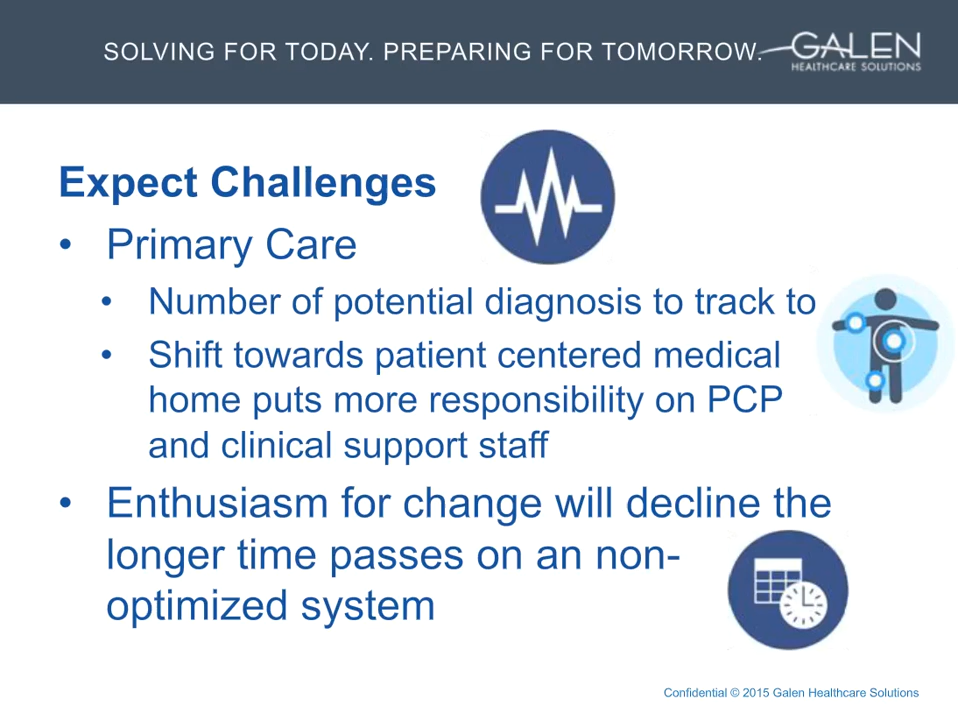 SOLVING FOR TODAY. PREPARING FOR TOMORROW.
GALEN
HEALTHCARE SOLUTIONS
Expect Challenges
• Primary Care
• Number of potential diagnosis to track to
• Shift towards patient centered medical
home puts more responsibility on PCP
and clinical support staff
• Enthusiasm for change will decline the
longer time passes on an non-
optimized system
Confidential © 2015 Galen Healthcare Solutions